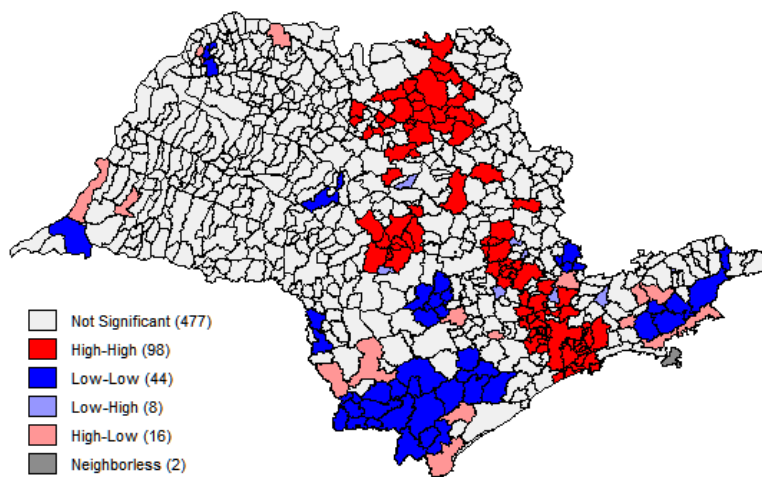 Not Significant (477)
High-High (98)
Low-Low (44)
Low-High (8)
High-Low (16)
Neighborless (2)